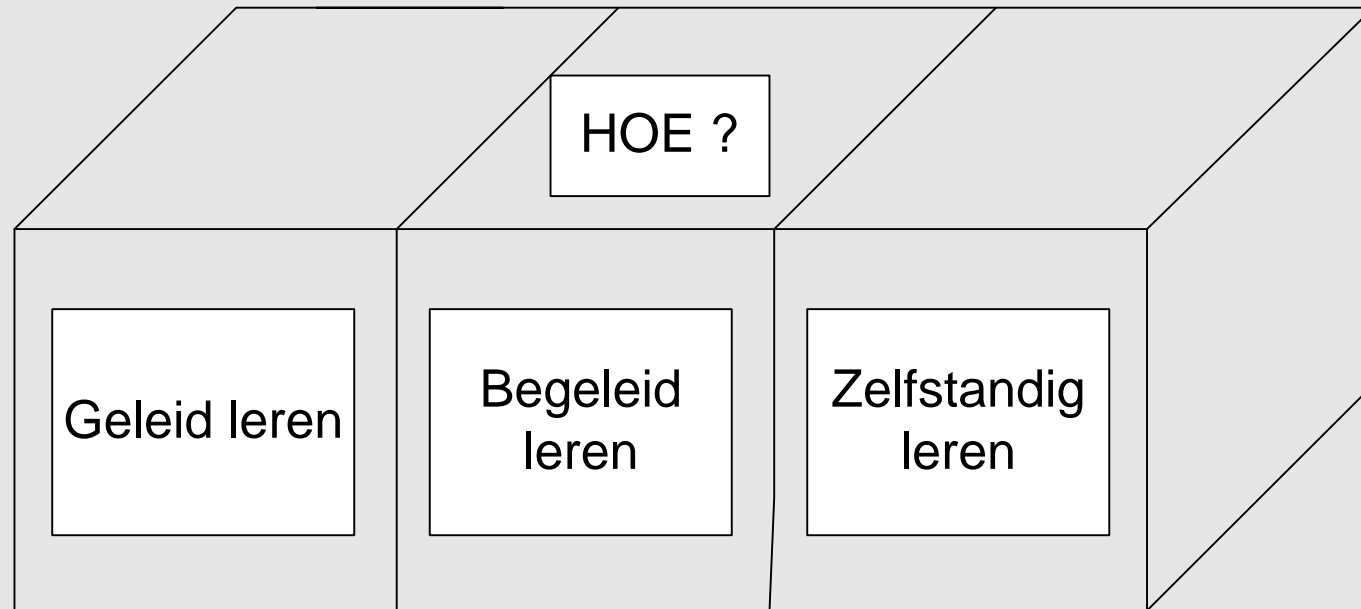 HOE ?
Geleid leren
Begeleid
leren
Zelfstandig
leren